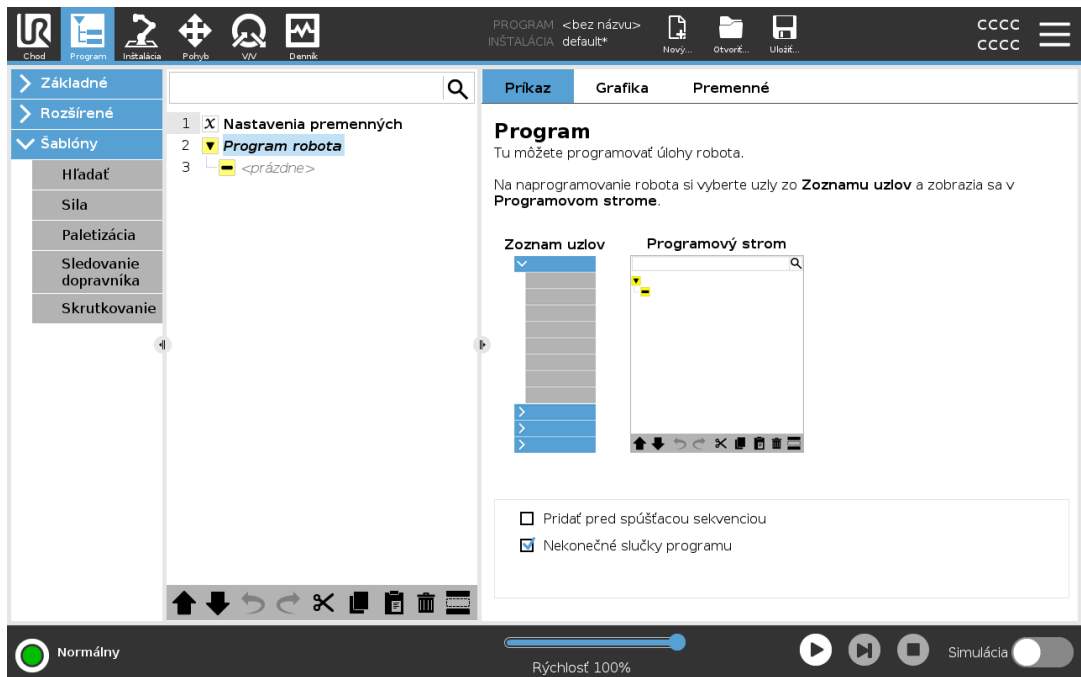 UR
PROGRAM <bez názvu>
INŠTALÁCIA default*
CCCC
CCCC
Chod
Program
Inštalácia
Pohyb
V/V
Denník
Nový...
Otvoriť...
Uložiť...
Základné
Rozšírené
Šablóny
Hľadať
Sila
Paletizácia
Sledovanie
dopravníka
Skrutkovanie
1 X Nastavenia premenných
2 Program robota
3 <prázdne>
Príkaz
Grafika
Premenné
Program
Tu môžete programovať úlohy robota.
Na naprogramovanie robota si vyberte uzly zo Zoznamu uzlov a zobrazia sa v
Programovom strome.
Zoznam uzlov
Programový strom
Pridať pred spúšťacou sekvenciou
Nekonečné slučky programu
Normálny
Rýchlosť 100%
Simulácia